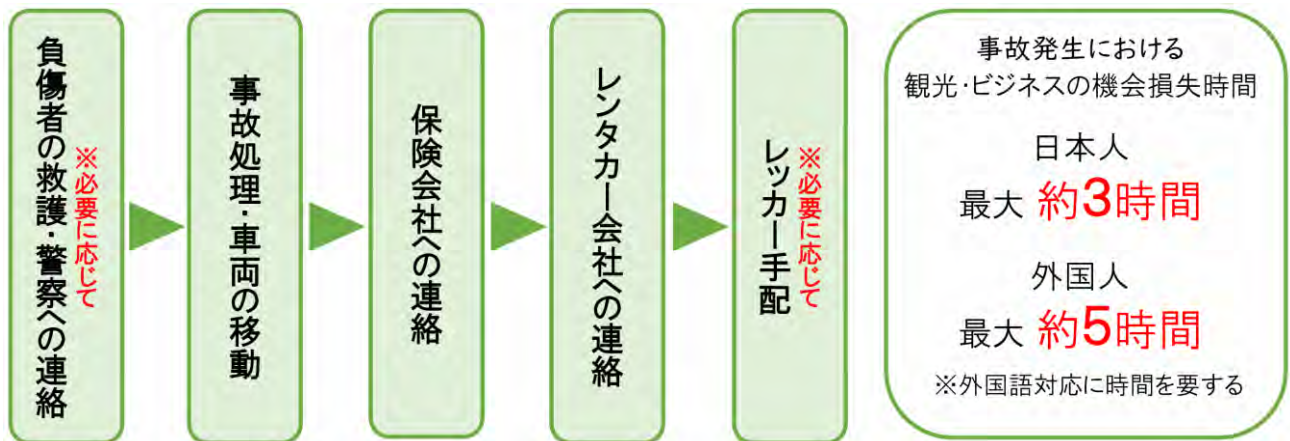 負傷者の救護・警察への連絡
※必要に応じて
事故処理・車両の移動
保険会社への連絡
レンタカー会社への連絡
レッカー手配
※必要に応じて
事故発生における
観光・ビジネスの機会損失時間
日本人
最大 約3時間
外国人
最大 約5時間
※外国語対応に時間を要する